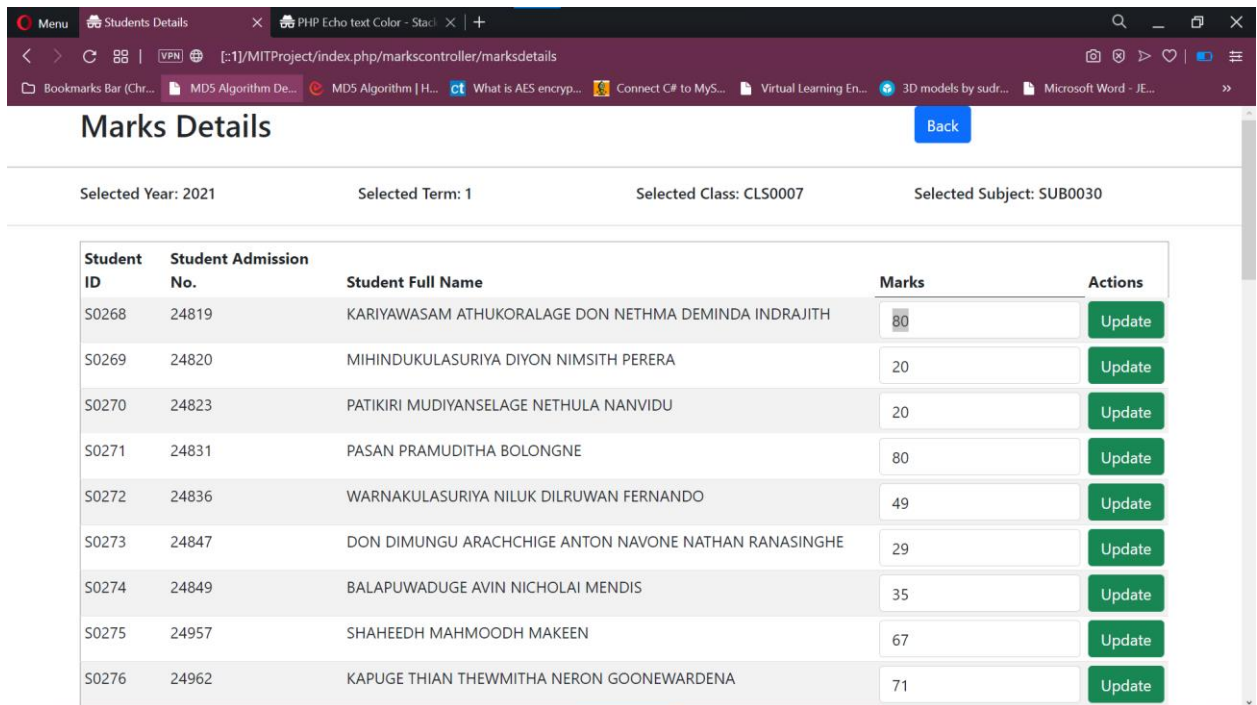 Menu Students Details PHP Echo text Color - Stac
VPN [::1]/MITProject/index.php/markscontroller/marksdetails
Bookmarks Bar (Chr... MD5 Algorithm De... MD5 Algorithm | H... ct What is AES encryp... Connect C# to MyS... Virtual Learning En... 3D models by sudr... Microsoft Word - JE... »
Marks Details Back
Selected Year: 2021 Selected Term: 1 Selected Class: CLS0007 Selected Subject: SUB0030
Student Student Admission
ID No. Student Full Name Marks Actions
S0268 24819 KARIYAWASAM ATHUKORALAGE DON NETHMA DEMINDA INDRAJITH 80 Update
S0269 24820 MIHINDUKULASURIYA DIYON NIMSITH PERERA 20 Update
S0270 24823 PATIKIRI MUDIYANSELAGE NETHULA NANVIDU 20 Update
S0271 24831 PASAN PRAMUDITHA BOLONGNE 80 Update
S0272 24836 WARNAKULASURIYA NILUK DILRUWAN FERNANDO 49 Update
S0273 24847 DON DIMUNGU ARACHCHIGE ANTON NAVONE NATHAN RANASINGHE 29 Update
S0274 24849 BALAPUWADUGE AVIN NICHOLAI MENDIS 35 Update
S0275 24957 SHAHEEDH MAHMOODH MAKEEN 67 Update
S0276 24962 KAPUGE THIAN THEWMITHA NERON GOONEWARDENA 71 Update